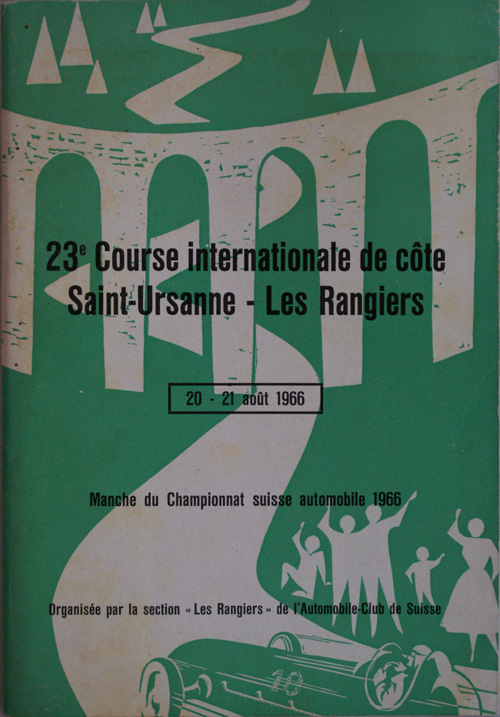 23e Course internationale de côte
Saint-Ursanne - Les Rangiers
20 - 21 août 1966
Manche du Championnat suisse automobile 1966
Organisée par la section « Les Rangiers » de l'Automobile-Club de Suisse
10